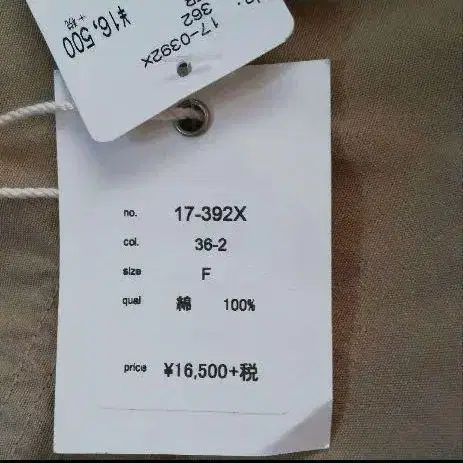 362
17-0392X
¥16,500
+税
no. 17-392X
col. 36-2
size F
qual 綿 100%
price ¥16,500+税